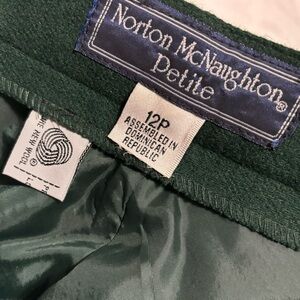 Norton McNaughton®
Petite
12P
ASSEMBLED IN
DOMINICAN
REPUBLIC
NEW WOOL